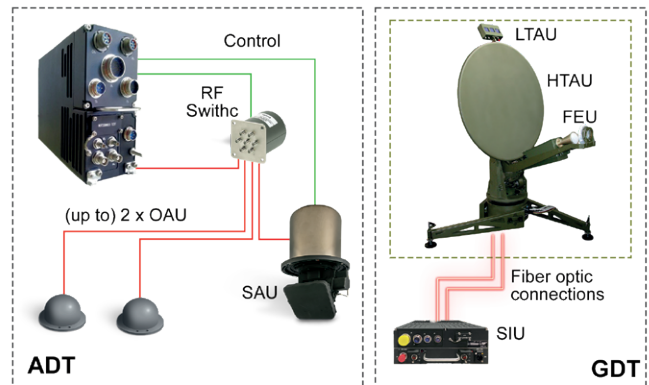 Control
RF
Swithc
(up to) 2 x OAU
SAU
ADT
LTAU
HTAU
FEU
Fiber optic
connections
SIU
GDT